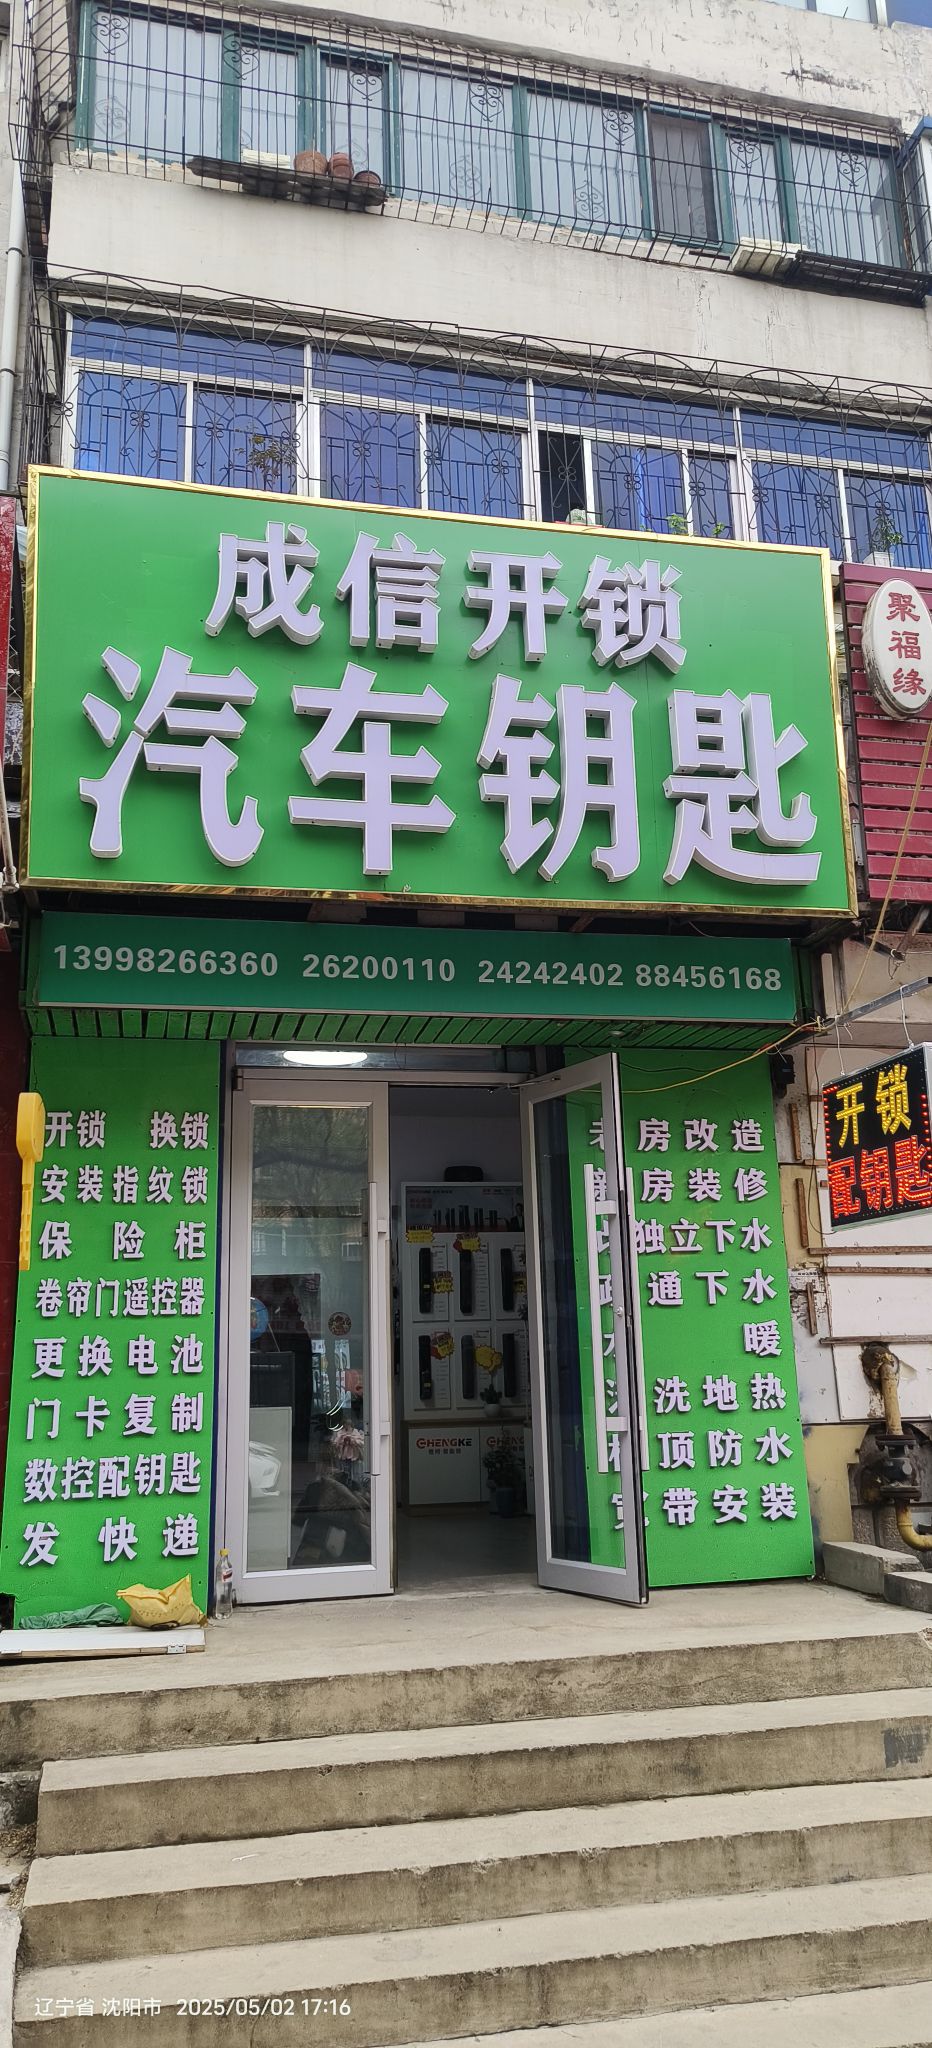 成信开锁
汽车钥匙
聚福缘
13998266360 26200110 24242402 88456168
开锁 换锁
安装指纹锁
保险柜
卷帘门遥控器
更换电池
门卡复制
数控配钥匙
发快递
房改造
房装修
独立下水
通下水
暖
洗地热
顶防水
宽带安装
开锁
配钥匙
CHENGKE
CHENGKE
辽宁省 沈阳市 2025/05/02 17:16